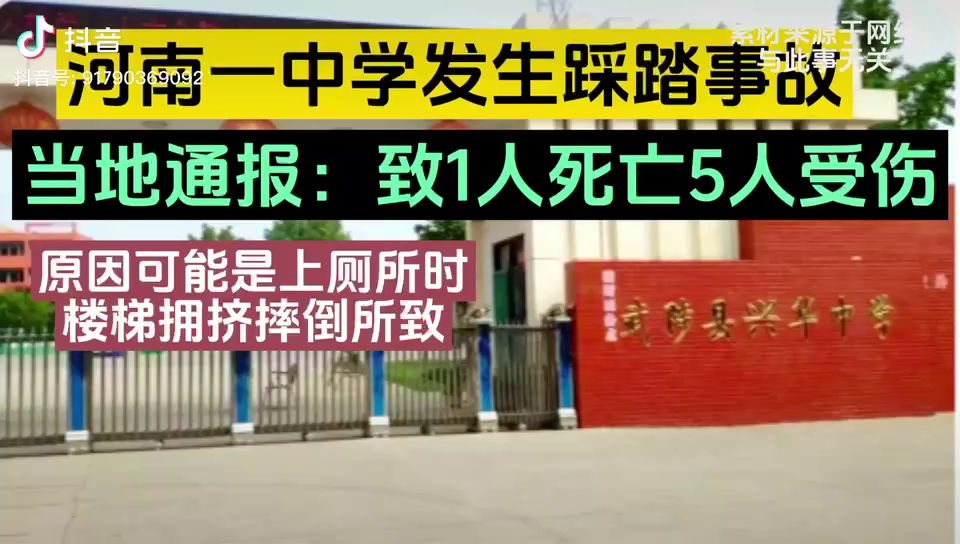 抖音
抖音号: 91790369092
素材来源于网络
与此事无关
河南一中学发生踩踏事故
当地通报：致1人死亡5人受伤
原因可能是上厕所时
楼梯拥挤摔倒所致
武陟县兴华中学